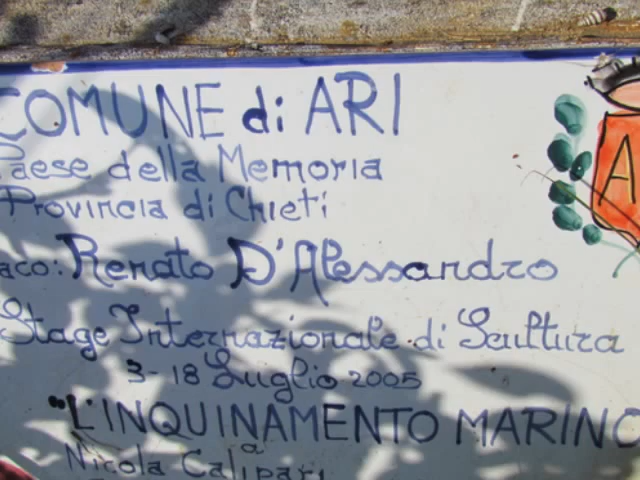 COMUNE di ARI
Paese della Memoria
Provincia di Chieti
aco: Renato D'Alessandro
Stage Internazionale di Scultura
3-18 Luglio 2005
"L'INQUINAMENTO MARINO
a
Nicola Calipari
A